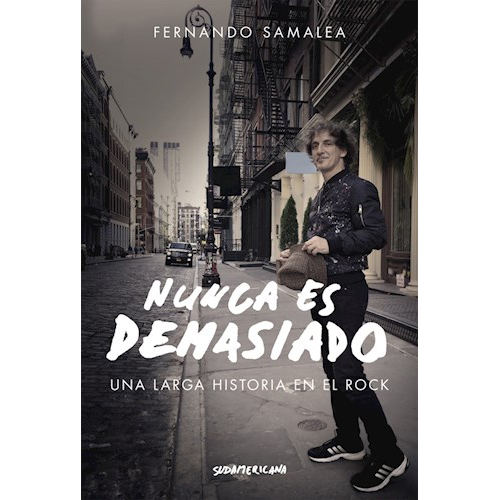 FERNANDO SAMALEA
NUNCA ES
DEMASIADO
UNA LARGA HISTORIA EN EL ROCK
SUDAMERICANA